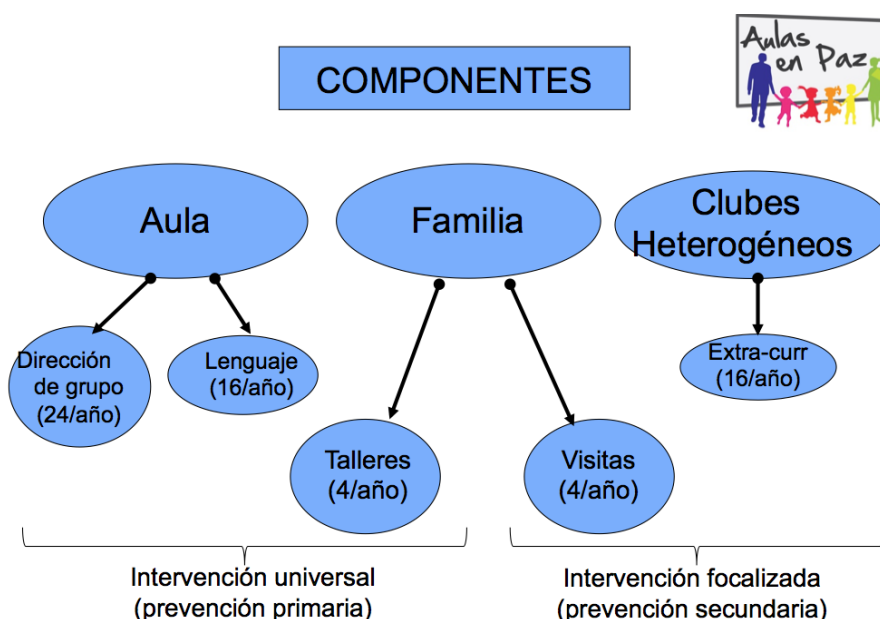 Aulas
en Paz
COMPONENTES
Aula
Familia
Clubes
Heterogéneos
Dirección
de grupo
(24/año)
Lenguaje
(16/año)
Extra-curr
(16/año)
Talleres
(4/año)
Visitas
(4/año)
Intervención universal
(prevención primaria)
Intervención focalizada
(prevención secundaria)